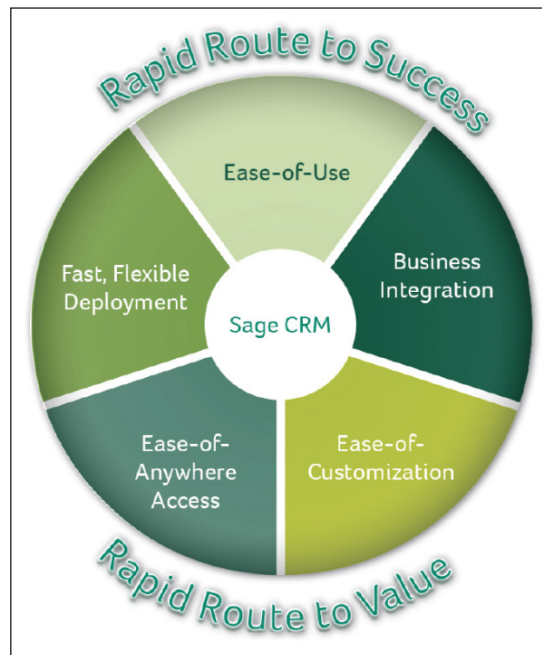 Rapid Route to Success
Ease-of-Use
Business
Integration
Fast, Flexible
Deployment
Sage CRM
Ease-of-
Anywhere
Access
Ease-of-
Customization
Rapid Route to Value